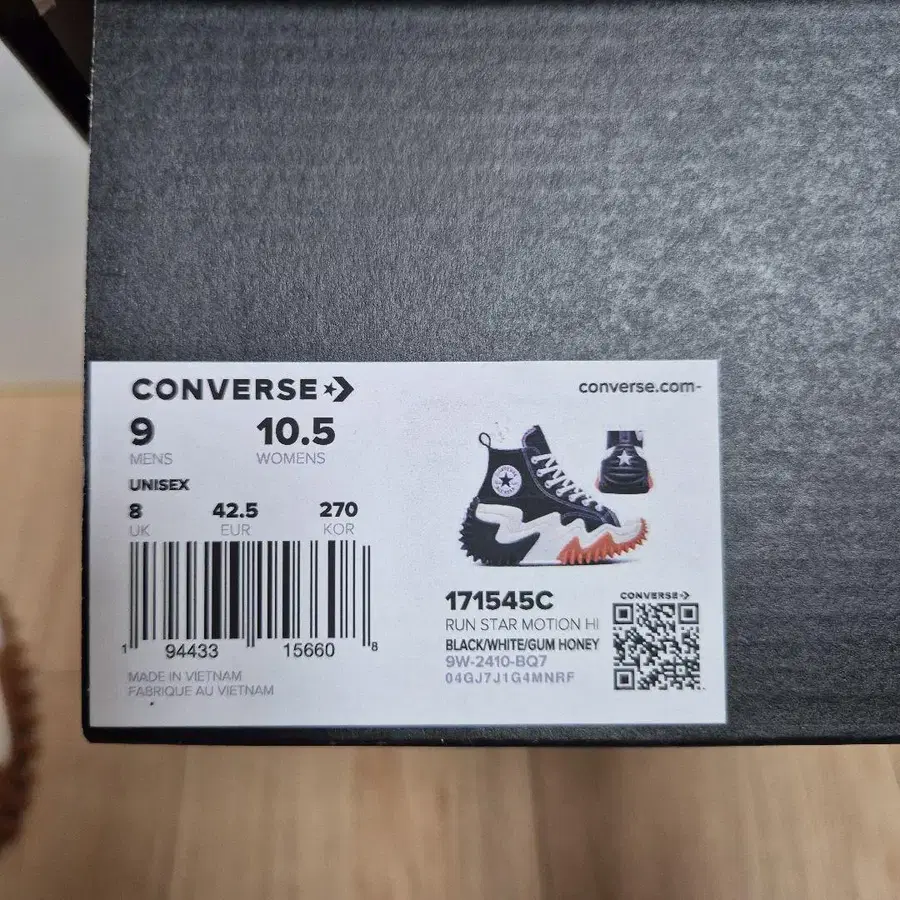 CONVERSE
converse.com-
9 10.5
MENS WOMENS
UNISEX
8 42.5 270
UK EUR KOR
1 94433 15660 8
MADE IN VIETNAM
FABRIQUE AU VIETNAM
171545C
RUN STAR MOTION HI
BLACK/WHITE/GUM HONEY
9W-2410-BQ7
04GJ7J1G4MNRF
CONVERSE